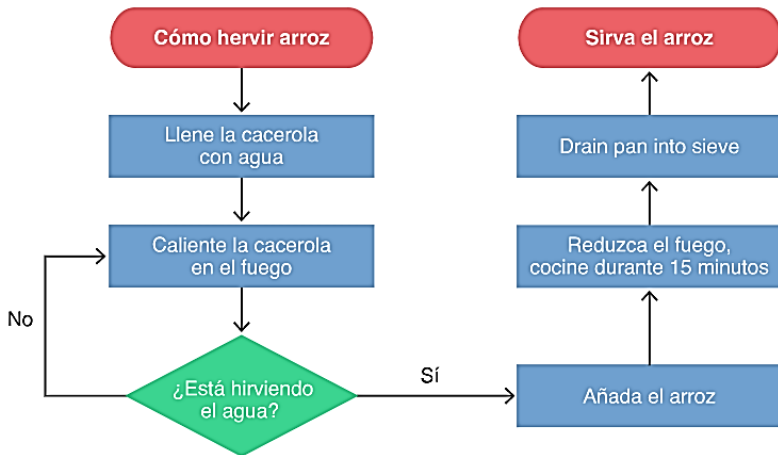 Cómo hervir arroz
Llene la cacerola
con agua
Caliente la cacerola
en el fuego
No
¿Está hirviendo
el agua?
Sí
Añada el arroz
Reduzca el fuego,
cocine durante 15 minutos
Drain pan into sieve
Sirva el arroz